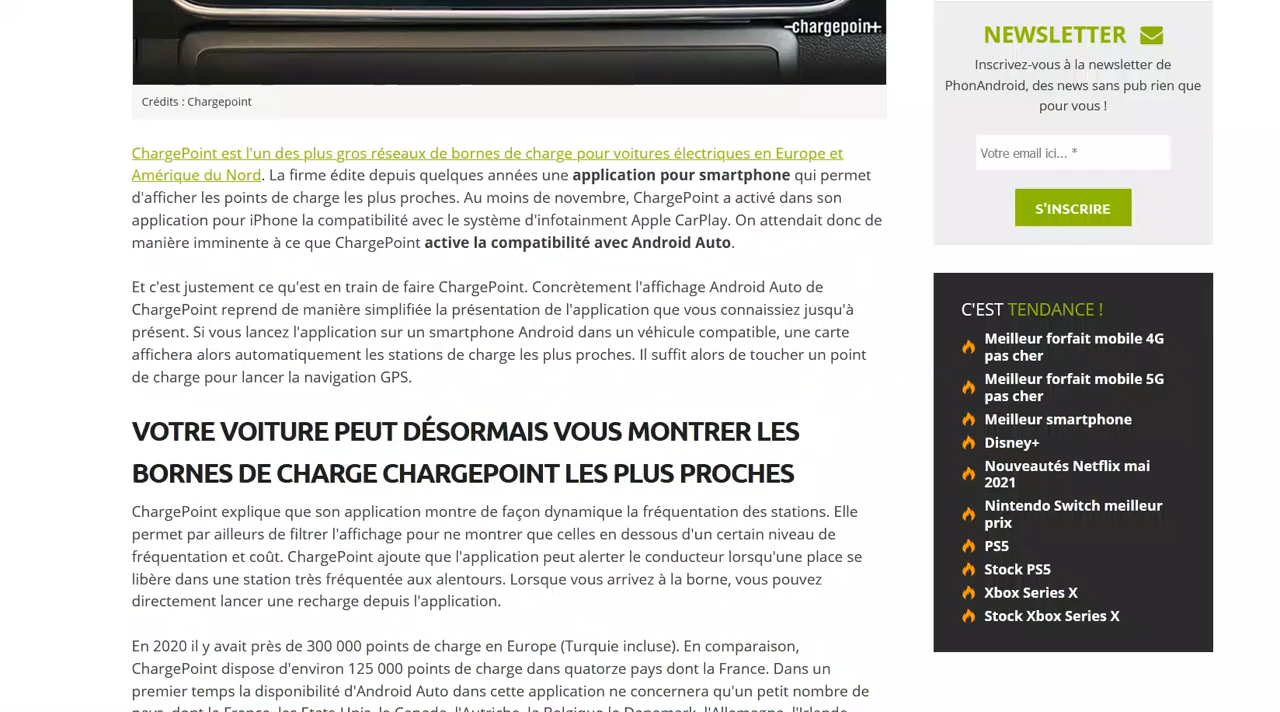 -chargepoin+
Crédits : Chargepoint
ChargePoint est l'un des plus gros réseaux de bornes de charge pour voitures électriques en Europe et
Amérique du Nord. La firme édite depuis quelques années une application pour smartphone qui permet
d'afficher les points de charge les plus proches. Au moins de novembre, ChargePoint a activé dans son
application pour iPhone la compatibilité avec le système d'infotainment Apple CarPlay. On attendait donc de
manière imminente à ce que ChargePoint active la compatibilité avec Android Auto.
Et c'est justement ce qu'est en train de faire ChargePoint. Concrètement l'affichage Android Auto de
ChargePoint reprend de manière simplifiée la présentation de l'application que vous connaissiez jusqu'à
présent. Si vous lancez l'application sur un smartphone Android dans un véhicule compatible, une carte
affichera alors automatiquement les stations de charge les plus proches. Il suffit alors de toucher un point
de charge pour lancer la navigation GPS.
VOTRE VOITURE PEUT DÉSORMAIS VOUS MONTRER LES
BORNES DE CHARGE CHARGEPOINT LES PLUS PROCHES
ChargePoint explique que son application montre de façon dynamique la fréquentation des stations. Elle
permet par ailleurs de filtrer l'affichage pour ne montrer que celles en dessous d'un certain niveau de
fréquentation et coût. ChargePoint ajoute que l'application peut alerter le conducteur lorsqu'une place se
libère dans une station très fréquentée aux alentours. Lorsque vous arrivez à la borne, vous pouvez
directement lancer une recharge depuis l'application.
En 2020 il y avait près de 300 000 points de charge en Europe (Turquie incluse). En comparaison,
ChargePoint dispose d'environ 125 000 points de charge dans quatorze pays dont la France. Dans un
premier temps la disponibilité d'Android Auto dans cette application ne concernera qu'un petit nombre de
pays, dont la France, les Etats-Unis, le Canada, l'Autriche, la Belgique le Danemark, l'Allemagne, l'Irlande
NEWSLETTER
Inscrivez-vous à la newsletter de
PhonAndroid, des news sans pub rien que
pour vous !
Votre email ici... *
S'INSCRIRE
C'EST TENDANCE !
Meilleur forfait mobile 4G
pas cher
Meilleur forfait mobile 5G
pas cher
Meilleur smartphone
Disney+
Nouveautés Netflix mai
2021
Nintendo Switch meilleur
prix
PS5
Stock PS5
Xbox Series X
Stock Xbox Series X